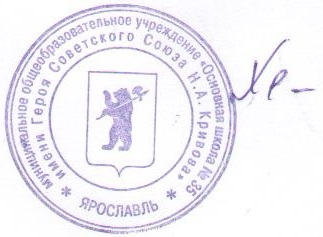 муниципальное общеобразовательное учреждение «Основная школа № 35
имени Героя Советского Союза Н.А. Кривова»
* ЯРОСЛАВЛЬ *